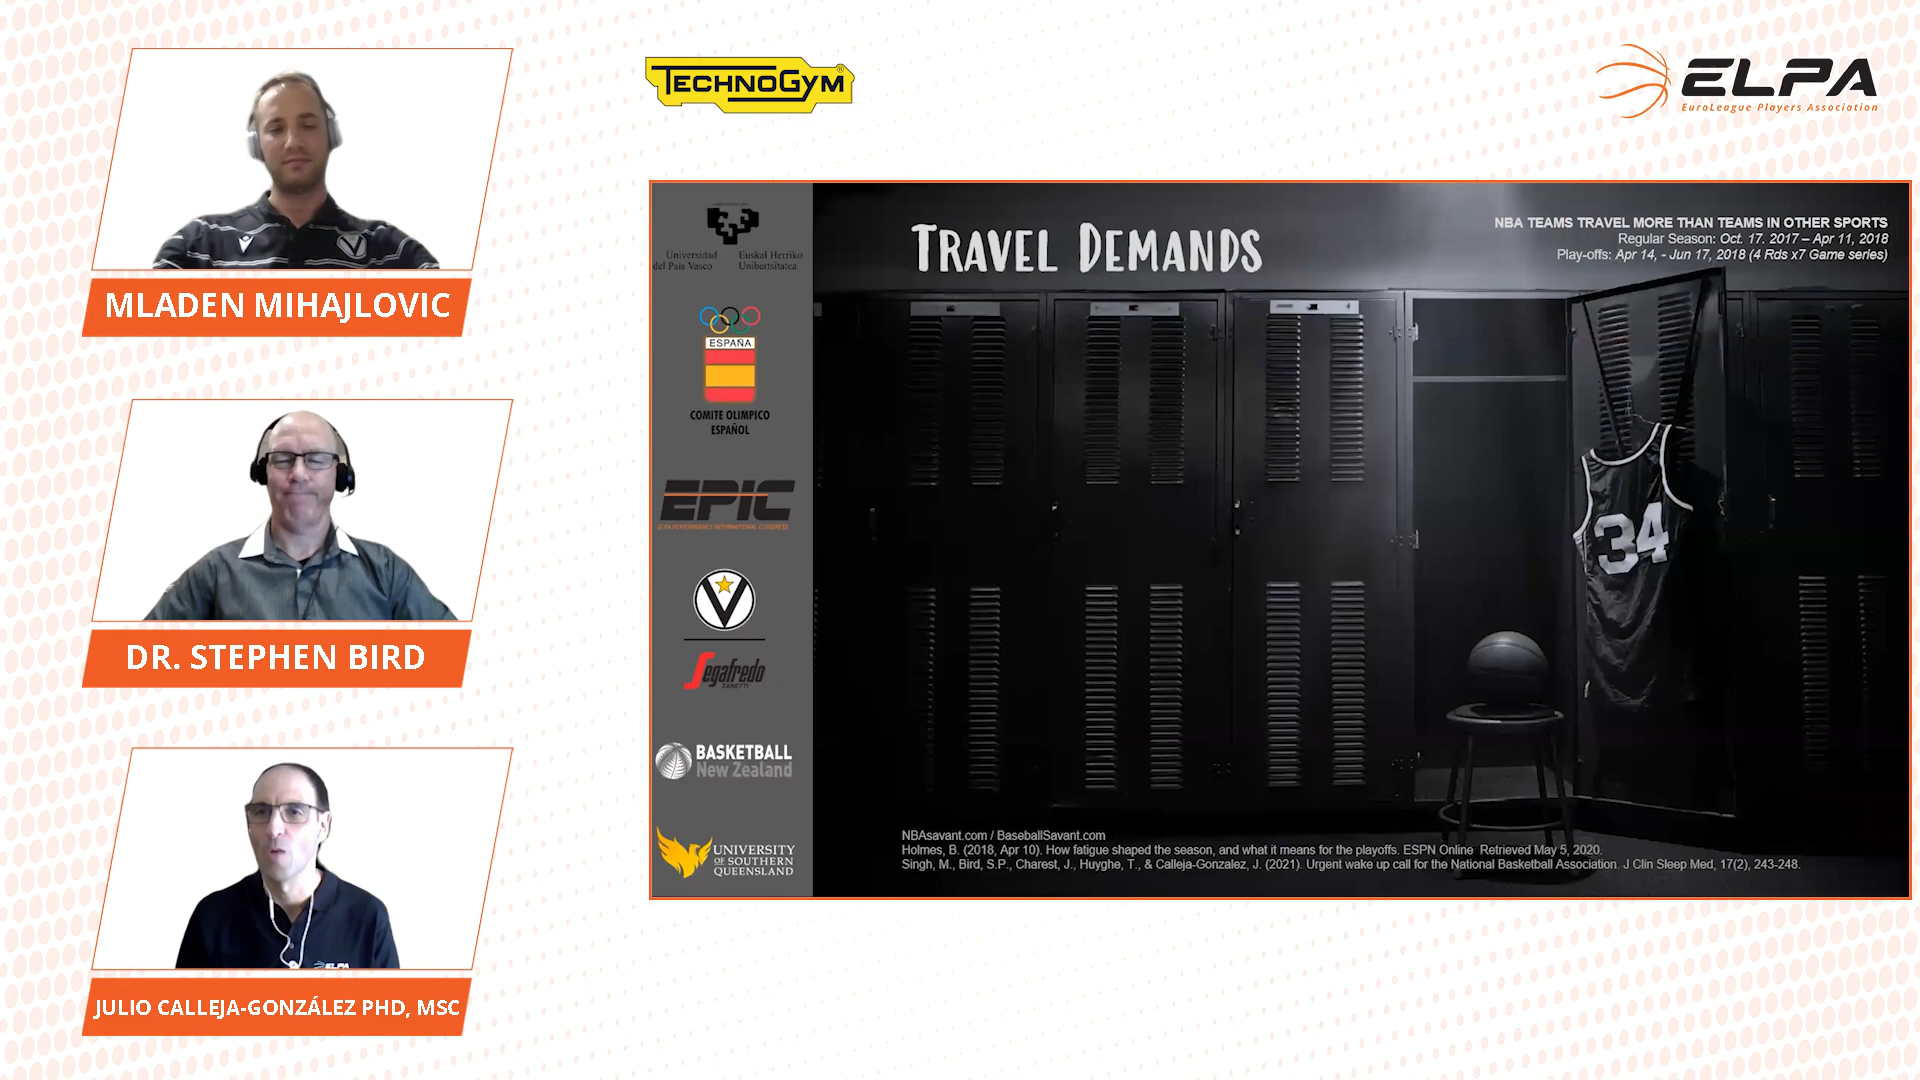 MLADEN MIHAJLOVIC
DR. STEPHEN BIRD
JULIO CALLEJA-GONZÁLEZ PHD, MSC
TECHNOGYM®
ELPA
EuroLeague Players Association
Universidad Euskal Herriko
del País Vasco Unibertsitatea
ESPAÑA
COMITE OLIMPICO
ESPAÑOL
EPIC
ELPA PERFORMANCE INTERNATIONAL CONGRESS
V
Segafredo
ZANETTI
BASKETBALL
New Zealand
UNIVERSITY
OF SOUTHERN
QUEENSLAND
TRAVEL DEMANDS
NBA TEAMS TRAVEL MORE THAN TEAMS IN OTHER SPORTS
Regular Season: Oct. 17. 2017 – Apr 11, 2018
Play-offs: Apr 14, - Jun 17, 2018 (4 Rds x7 Game series)
34
NBAsavant.com / BaseballSavant.com
Holmes, B. (2018, Apr 10). How fatigue shaped the season, and what it means for the playoffs. ESPN Online Retrieved May 5, 2020.
Singh, M., Bird, S.P., Charest, J., Huyghe, T., & Calleja-Gonzalez, J. (2021). Urgent wake up call for the National Basketball Association. J Clin Sleep Med, 17(2), 243-248.